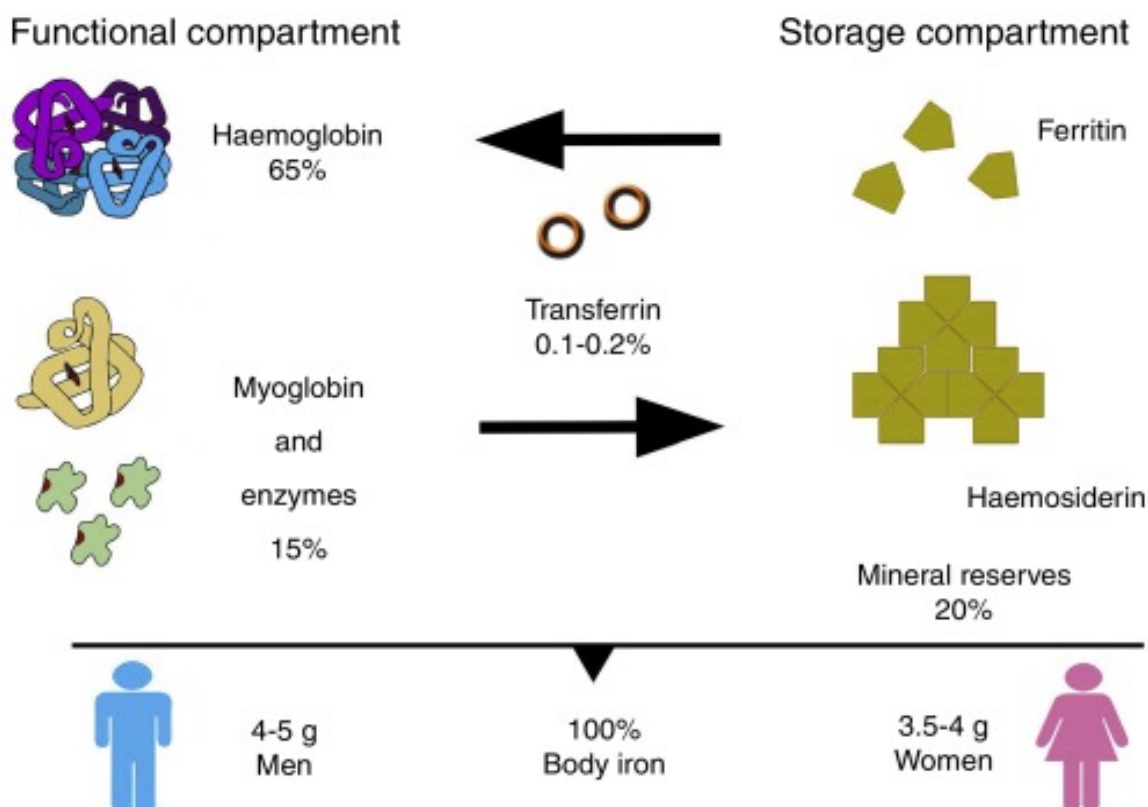 Functional compartment
Storage compartment
Haemoglobin
65%
Ferritin
Transferrin
0.1-0.2%
Myoglobin
and
enzymes
15%
Haemosiderin
Mineral reserves
20%
4-5 g
Men
100%
Body iron
3.5-4 g
Women